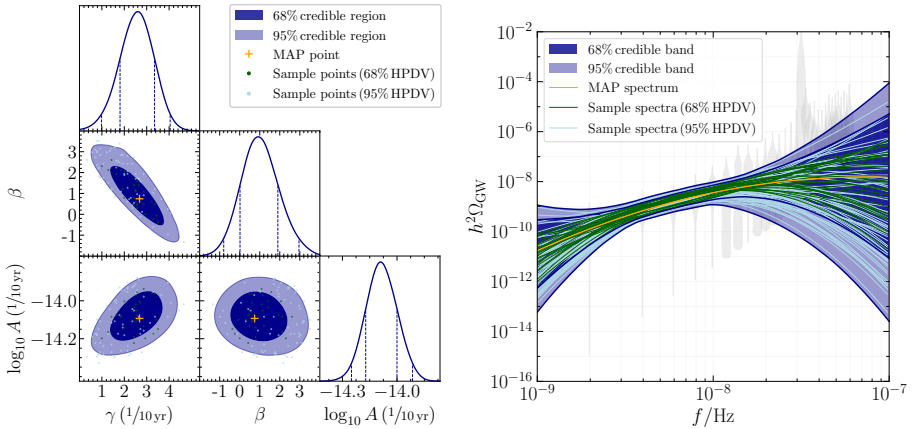 68% credible region
95% credible region
MAP point
Sample points (68% HPDV)
Sample points (95% HPDV)
3
2
1
0
−1
β
−14.0
−14.2
log₁₀ A (1/10 yr)
1 2 3 4
γ (1/10 yr)
−1 0 1 2 3
β
−14.3 −14.0
log₁₀ A (1/10 yr)
68% credible band
95% credible band
MAP spectrum
Sample spectra (68% HPDV)
Sample spectra (95% HPDV)
10⁻²
10⁻⁴
10⁻⁶
10⁻⁸
10⁻¹⁰
10⁻¹²
10⁻¹⁴
10⁻¹⁶
h²Ω_GW
10⁻⁹ 10⁻⁸ 10⁻⁷
f/Hz